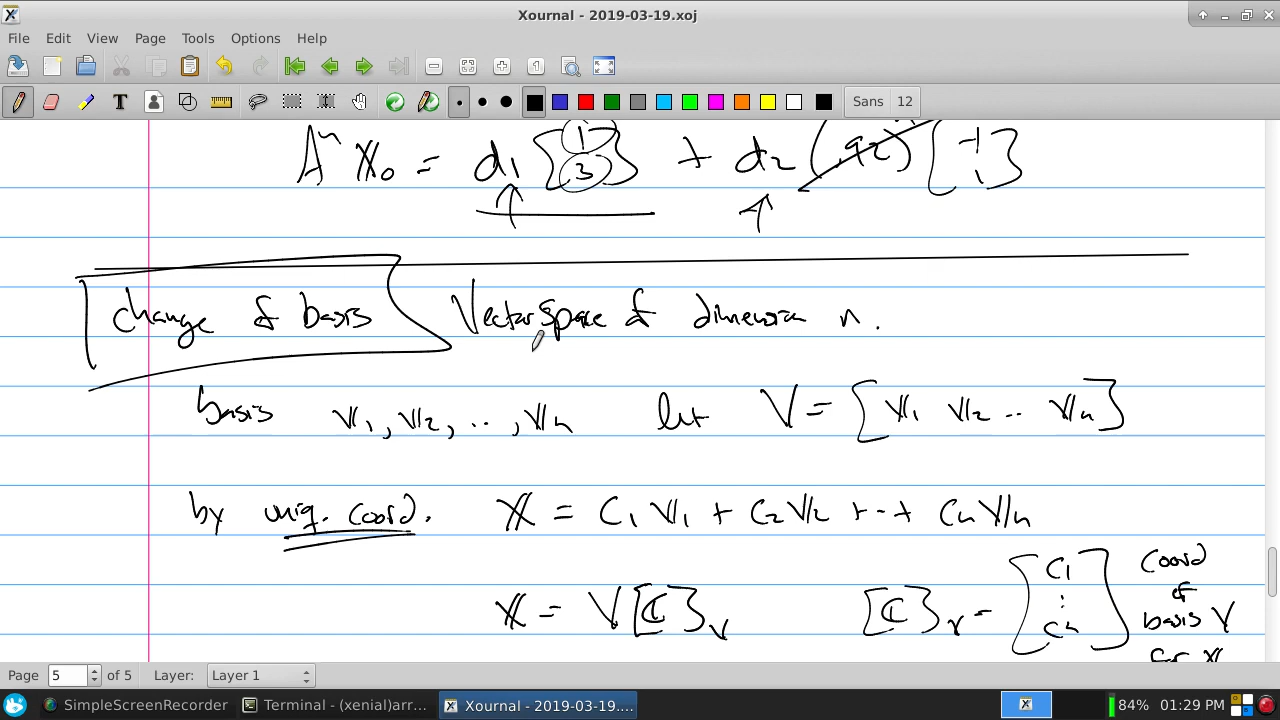 Xournal - 2019-03-19.xoj
File Edit View Page Tools Options Help
Sans 12
Aⁿ X₀ = d₁ [1 3] + d₂ [-1 1]
change of basis Vector space of dimension n.
basis V₁, V₂, .., Vₙ let V = [V₁ V₂ .. Vₙ]
by uniq. coord. X = C₁ V₁ + C₂ V₂ + -- + Cₙ Vₙ
X = V [C]ᵥ [C]ᵥ = [C₁ ⋮ Cₙ] coord of basis V
for X
Page 5 of 5 Layer: Layer 1
SimpleScreenRecorder Terminal - (xenial)arr... Xournal - 2019-03-19.... 84% 01:29 PM